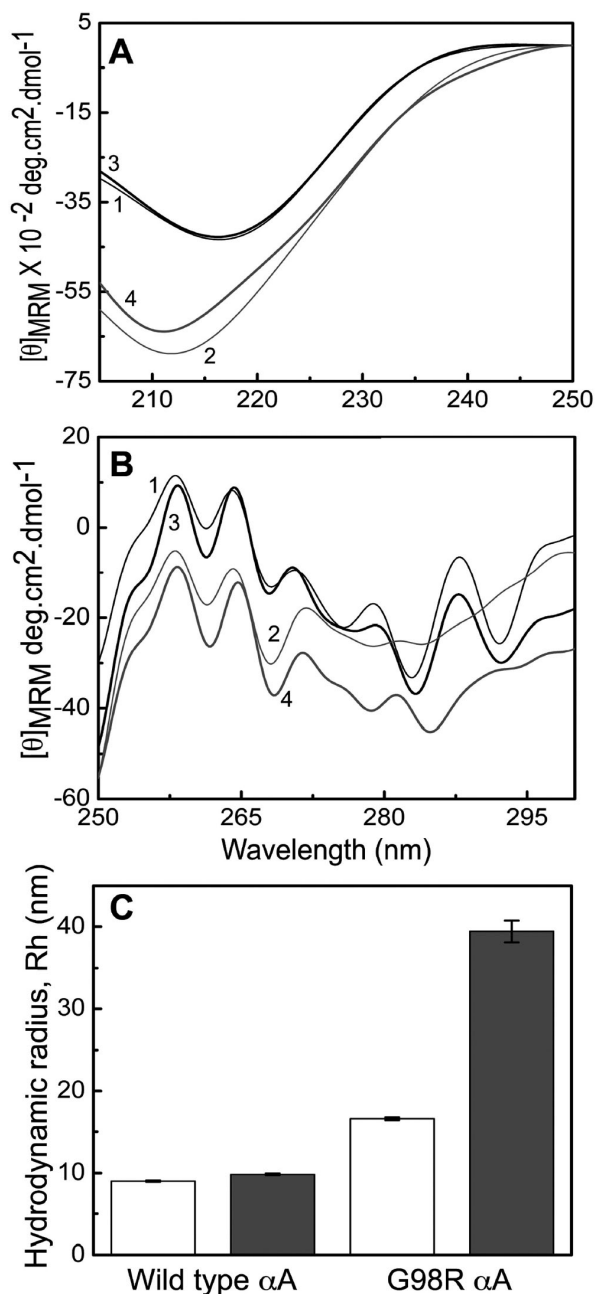 A
[θ]MRM X 10⁻² deg.cm².dmol⁻¹
5
-15
-35
-55
-75
3
1
4
2
210 220 230 240 250
B
[θ]MRM deg.cm².dmol⁻¹
20
0
-20
-40
-60
1
3
2
4
250 265 280 295
Wavelength (nm)
C
Hydrodynamic radius, Rh (nm)
40
30
20
10
0
Wild type αA G98R αA